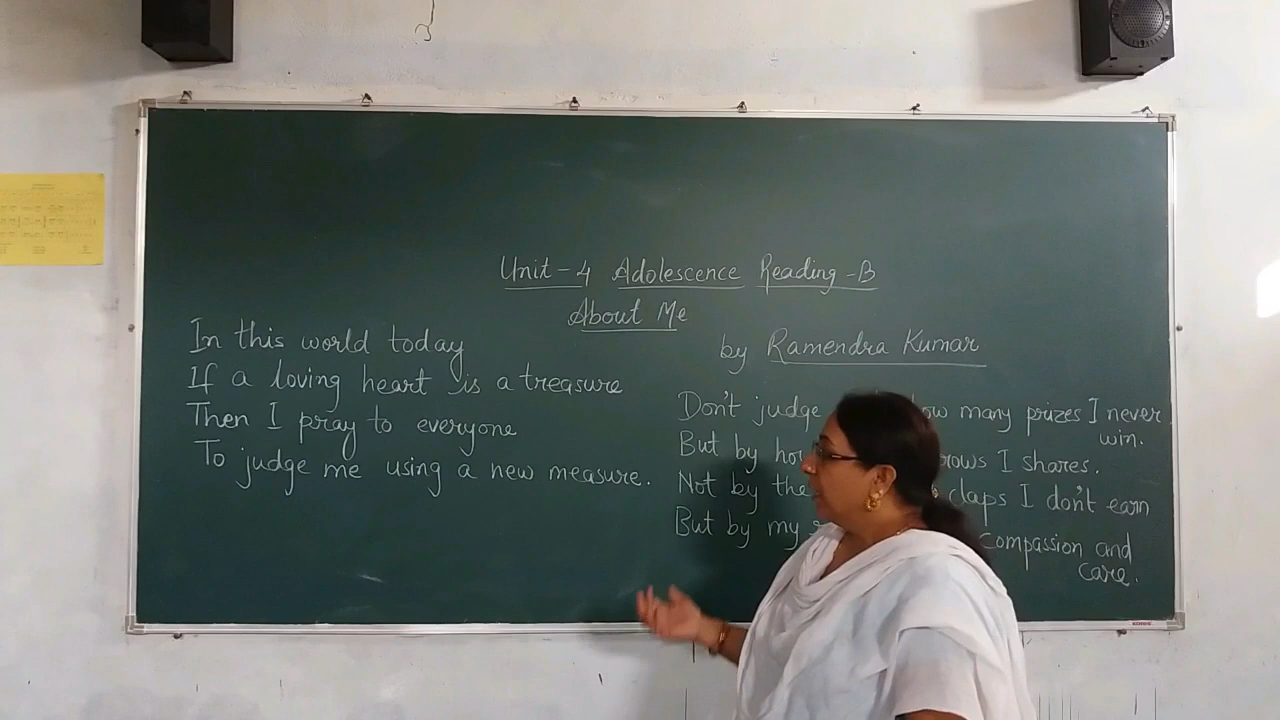 Unit-4 Adolescence Reading-B
About Me
by Ramendra Kumar
In this world today
If a loving heart is a treasure
Then I pray to everyone
To judge me using a new measure.
Don't judge how many prizes I never
win.
But by rows I shares.
Not by the claps I don't earn
But by my compassion and
care.